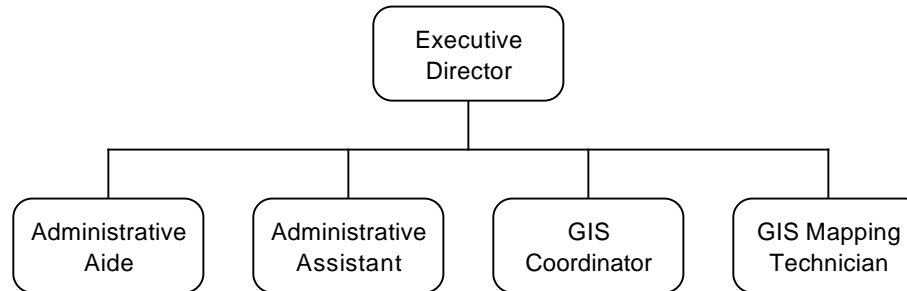 Executive
Director
Administrative
Aide
Administrative
Assistant
GIS
Coordinator
GIS Mapping
Technician